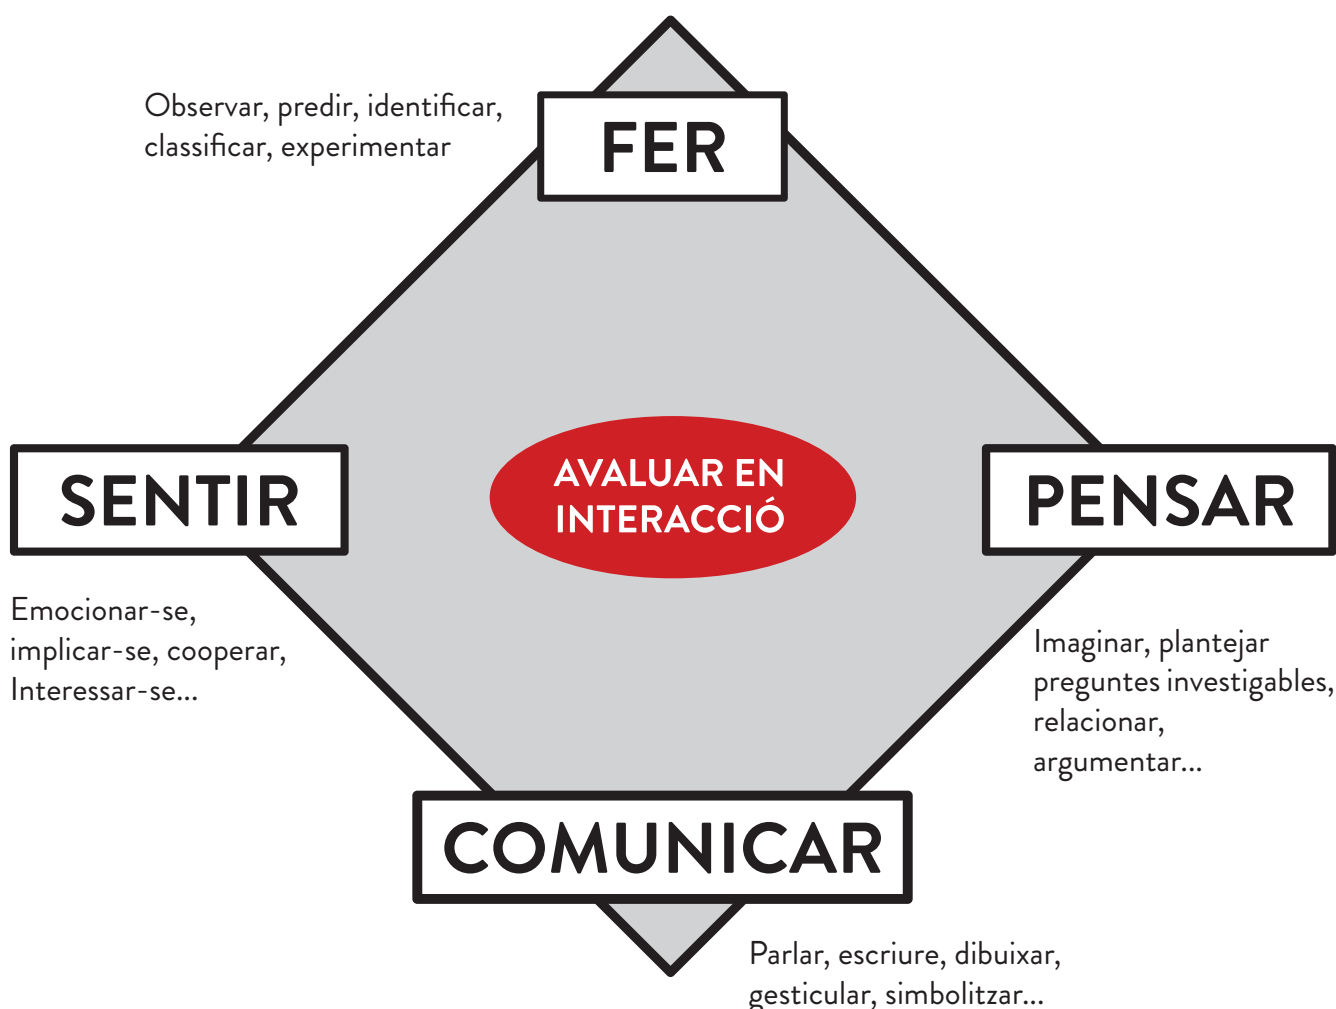 Observar, predir, identificar,
classificar, experimentar
FER
SENTIR
AVALUAR EN
INTERACCIÓ
PENSAR
Emocionar-se,
implicar-se, cooperar,
Interessar-se...
Imaginar, plantejar
preguntes investigables,
relacionar,
argumentar...
COMUNICAR
Parlar, escriure, dibuixar,
gesticular, simbolitzar...